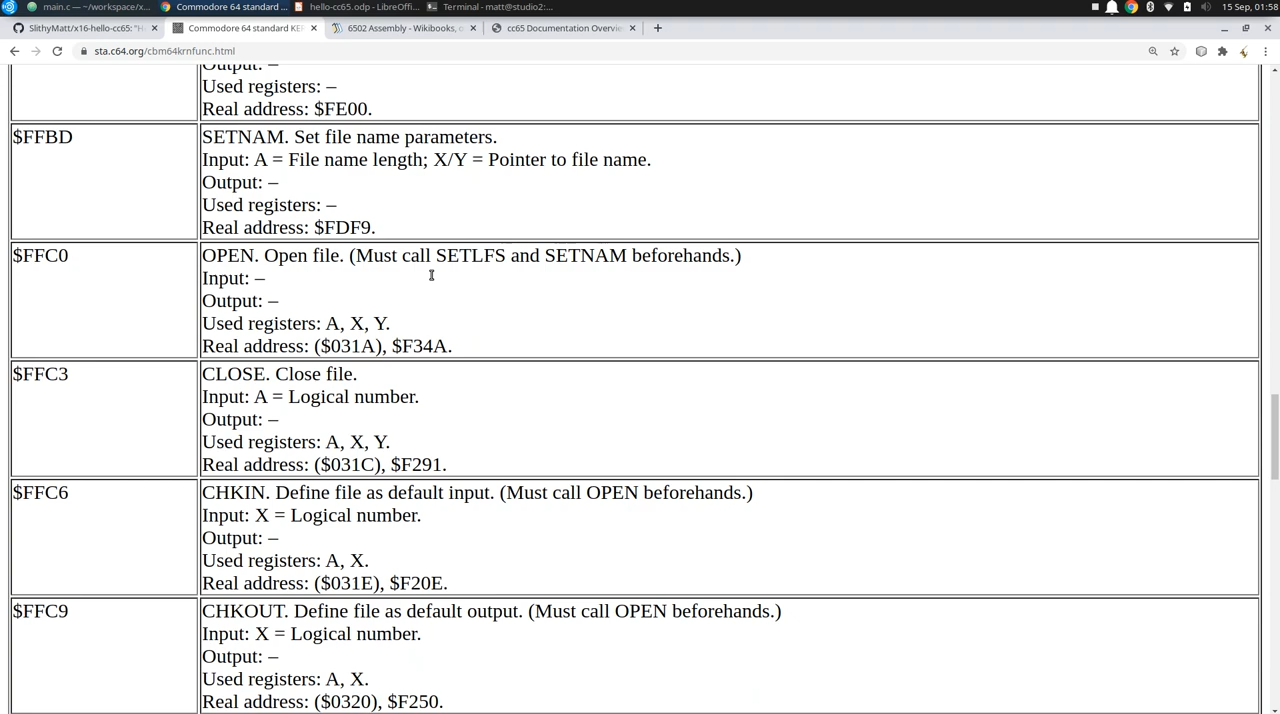 main.c — ~/workspace/x...
Commodore 64 standard ...
hello-cc65.odp - LibreOffi...
Terminal - matt@studio2:...
15 Sep, 01:58
SlithyMatt/x16-hello-cc65: "H
Commodore 64 standard KER
6502 Assembly - Wikibooks, o
cc65 Documentation Overvie
sta.c64.org/cbm64krnfunc.html
Output: –
Used registers: –
Real address: $FE00.
$FFBD
SETNAM. Set file name parameters.
Input: A = File name length; X/Y = Pointer to file name.
Output: –
Used registers: –
Real address: $FDF9.
$FFC0
OPEN. Open file. (Must call SETLFS and SETNAM beforehands.)
Input: –
Output: –
Used registers: A, X, Y.
Real address: ($031A), $F34A.
$FFC3
CLOSE. Close file.
Input: A = Logical number.
Output: –
Used registers: A, X, Y.
Real address: ($031C), $F291.
$FFC6
CHKIN. Define file as default input. (Must call OPEN beforehands.)
Input: X = Logical number.
Output: –
Used registers: A, X.
Real address: ($031E), $F20E.
$FFC9
CHKOUT. Define file as default output. (Must call OPEN beforehands.)
Input: X = Logical number.
Output: –
Used registers: A, X.
Real address: ($0320), $F250.